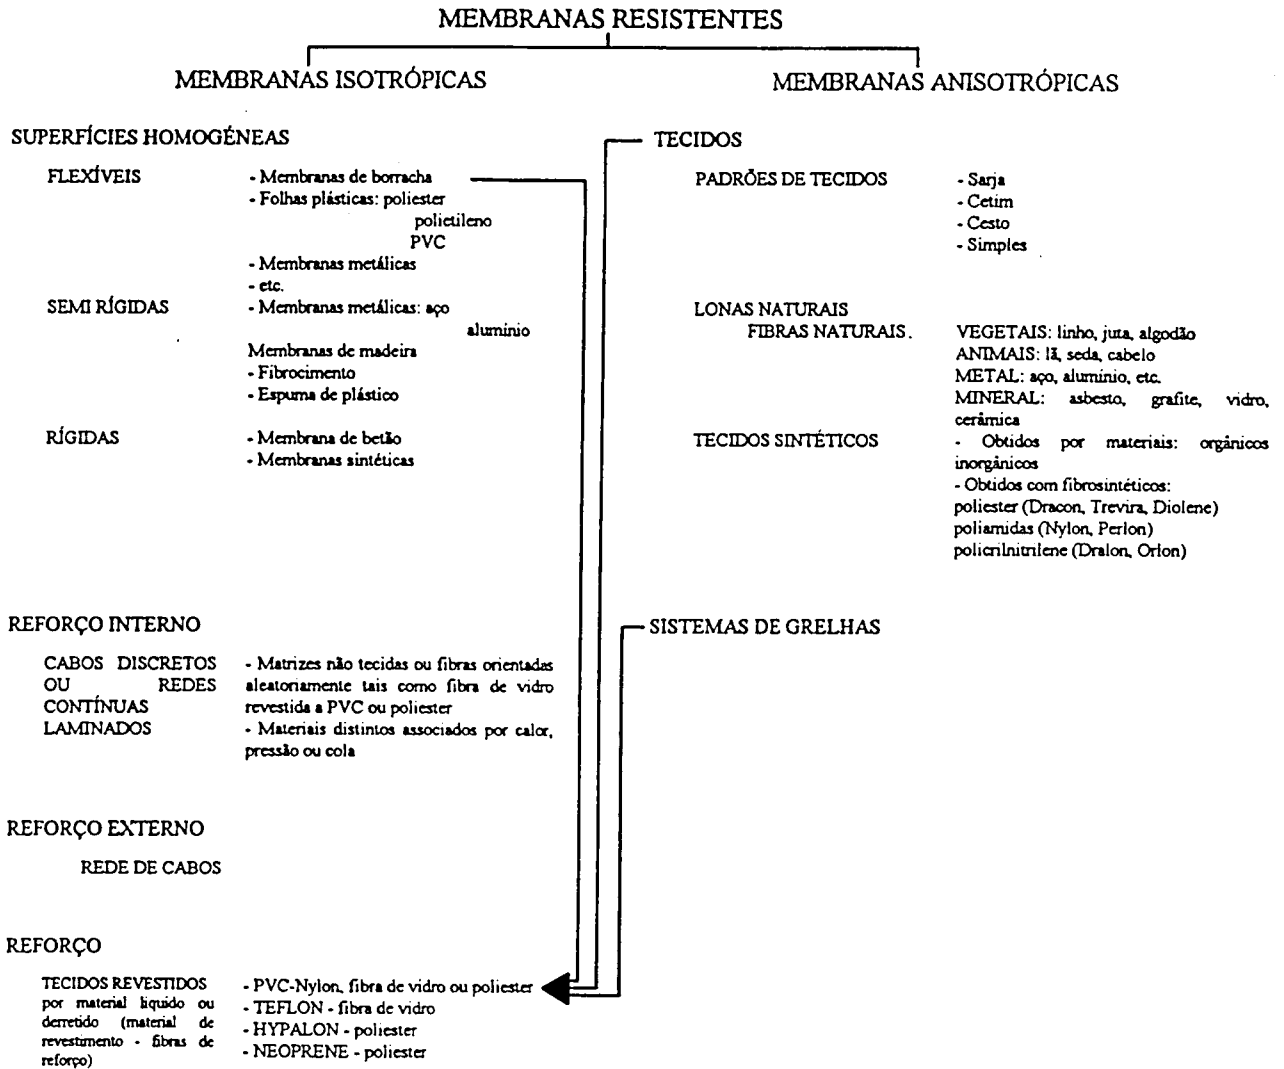 MEMBRANAS RESISTENTES
MEMBRANAS ISOTRÓPICAS
MEMBRANAS ANISOTRÓPICAS
SUPERFÍCIES HOMOGÉNEAS
FLEXÍVEIS
- Membranas de borracha
- Folhas plásticas: poliester
polietileno
PVC
- Membranas metálicas
- etc.
SEMI RÍGIDAS
- Membranas metálicas: aço
alumínio
Membranas de madeira
- Fibrocimento
- Espuma de plástico
RÍGIDAS
- Membrana de betão
- Membranas sintéticas
REFORÇO INTERNO
CABOS DISCRETOS
OU REDES
CONTÍNUAS
LAMINADOS
- Matrizes não tecidas ou fibras orientadas
aleatoriamente tais como fibra de vidro
revestida a PVC ou poliester
- Materiais distintos associados por calor,
pressão ou cola
REFORÇO EXTERNO
REDE DE CABOS
REFORÇO
TECIDOS REVESTIDOS
por material líquido ou
derretido (material de
revestimento - fibras de
reforço)
- PVC-Nylon, fibra de vidro ou poliester
- TEFLON - fibra de vidro
- HYPALON - poliester
- NEOPRENE - poliester
TECIDOS
PADRÕES DE TECIDOS
- Sarja
- Cetim
- Cesto
- Simples
LONAS NATURAIS
FIBRAS NATURAIS.
VEGETAIS: linho, juta, algodão
ANIMAIS: lã, seda, cabelo
METAL: aço, aluminio, etc.
MINERAL: asbesto, grafite, vidro,
cerâmica
TECIDOS SINTÉTICOS
- Obtidos por materiais: orgânicos
inorgânicos
- Obtidos com fibrosintéticos:
poliester (Dracon, Trevira, Diolene)
poliamidas (Nylon, Perlon)
policrilnitrilene (Dralon, Orlon)
SISTEMAS DE GRELHAS